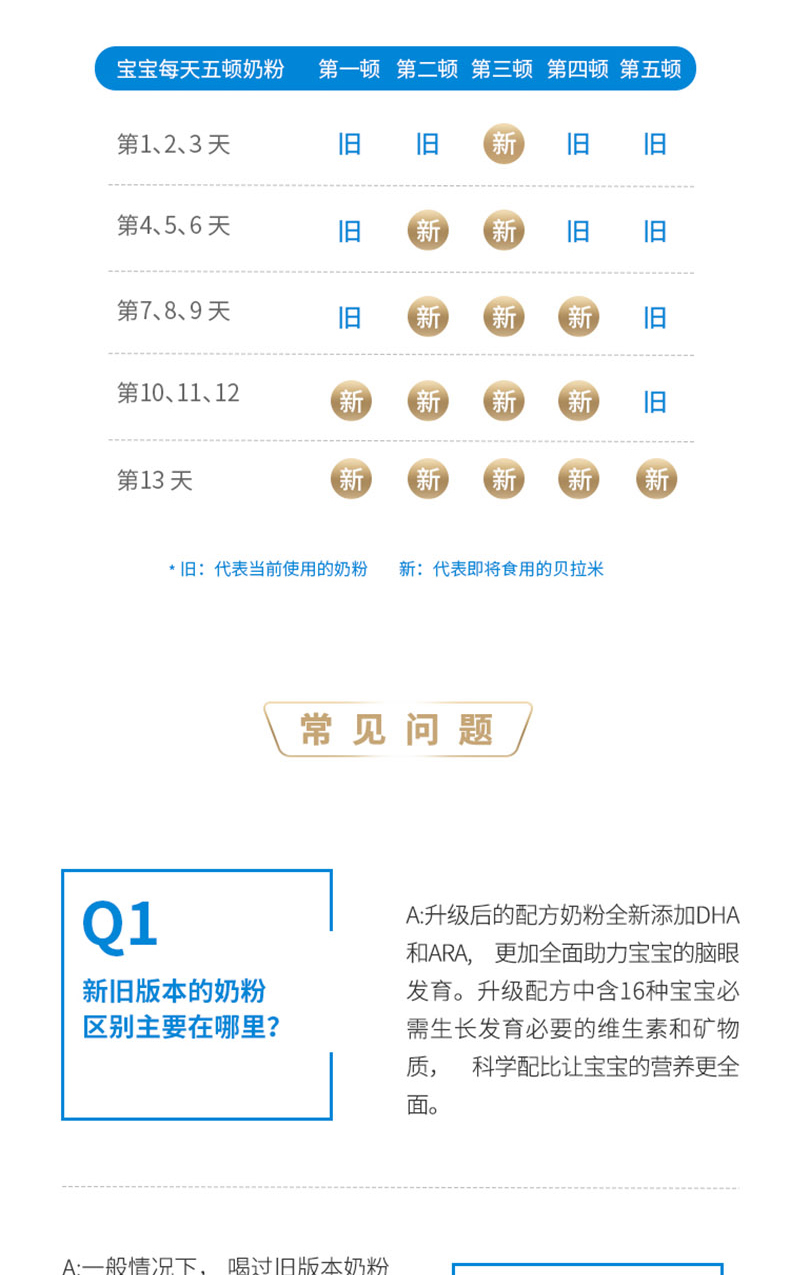 宝宝每天五顿奶粉 第一顿 第二顿 第三顿 第四顿 第五顿
第1、2、3 天 旧 旧 新 旧 旧
第4、5、6 天 旧 新 新 旧 旧
第7、8、9 天 旧 新 新 新 旧
第10、11、12 新 新 新 新 旧
第13 天 新 新 新 新 新
* 旧：代表当前使用的奶粉 新：代表即将食用的贝拉米
常见问题
Q1
新旧版本的奶粉
区别主要在哪里？
A:升级后的配方奶粉全新添加DHA
和ARA, 更加全面助力宝宝的脑眼
发育。升级配方中含16种宝宝必
需生长发育必要的维生素和矿物
质， 科学配比让宝宝的营养更全
面。
A:一般情况下， 喝过旧版本奶粉